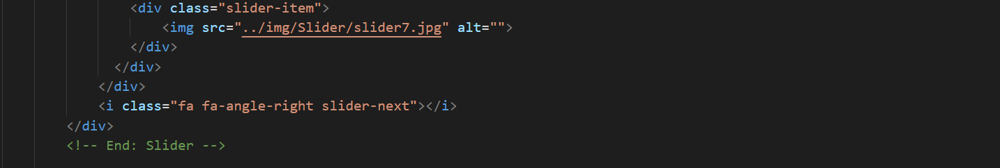 <div class="slider-item">
<img src="../img/Slider/slider7.jpg" alt="">
</div>
</div>
</div>
<i class="fa fa-angle-right slider-next"></i>
</div>
<!-- End: Slider -->